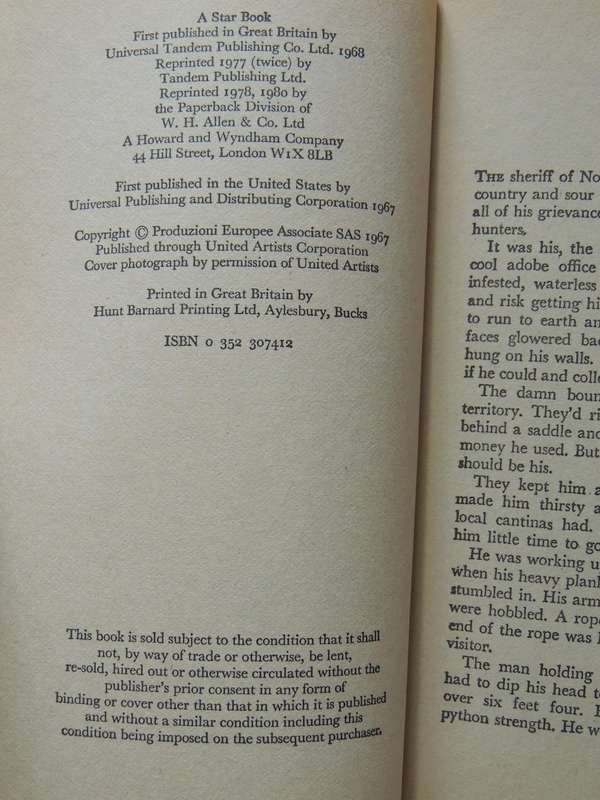 A Star Book
First published in Great Britain by
Universal Tandem Publishing Co. Ltd. 1968
Reprinted 1977 (twice) by
Tandem Publishing Ltd.
Reprinted 1978, 1980 by
the Paperback Division of
W. H. Allen & Co. Ltd
A Howard and Wyndham Company
44 Hill Street, London W1X 8LB
First published in the United States by
Universal Publishing and Distributing Corporation 1967
Copyright © Produzioni Europee Associate SAS 1967
Published through United Artists Corporation
Cover photograph by permission of United Artists
Printed in Great Britain by
Hunt Barnard Printing Ltd, Aylesbury, Bucks
ISBN 0 352 307412
This book is sold subject to the condition that it shall
not, by way of trade or otherwise, be lent,
re-sold, hired out or otherwise circulated without the
publisher's prior consent in any form of
binding or cover other than that in which it is published
and without a similar condition including this
condition being imposed on the subsequent purchaser.
THE sheriff of No
country and sour
all of his grievance
hunters.
It was his, the
cool adobe office
infested, waterless
and risk getting hi
to run to earth an
faces glowered bac
hung on his walls.
if he could and colle
The damn boun
territory. They'd ri
behind a saddle and
money he used. But
should be his.
They kept him a
made him thirsty a
local cantinas had.
him little time to go
He was working u
when his heavy plank
stumbled in. His arm
were hobbled. A rope
end of the rope was
visitor.
The man holding
had to dip his head t
over six feet four.
python strength. He w